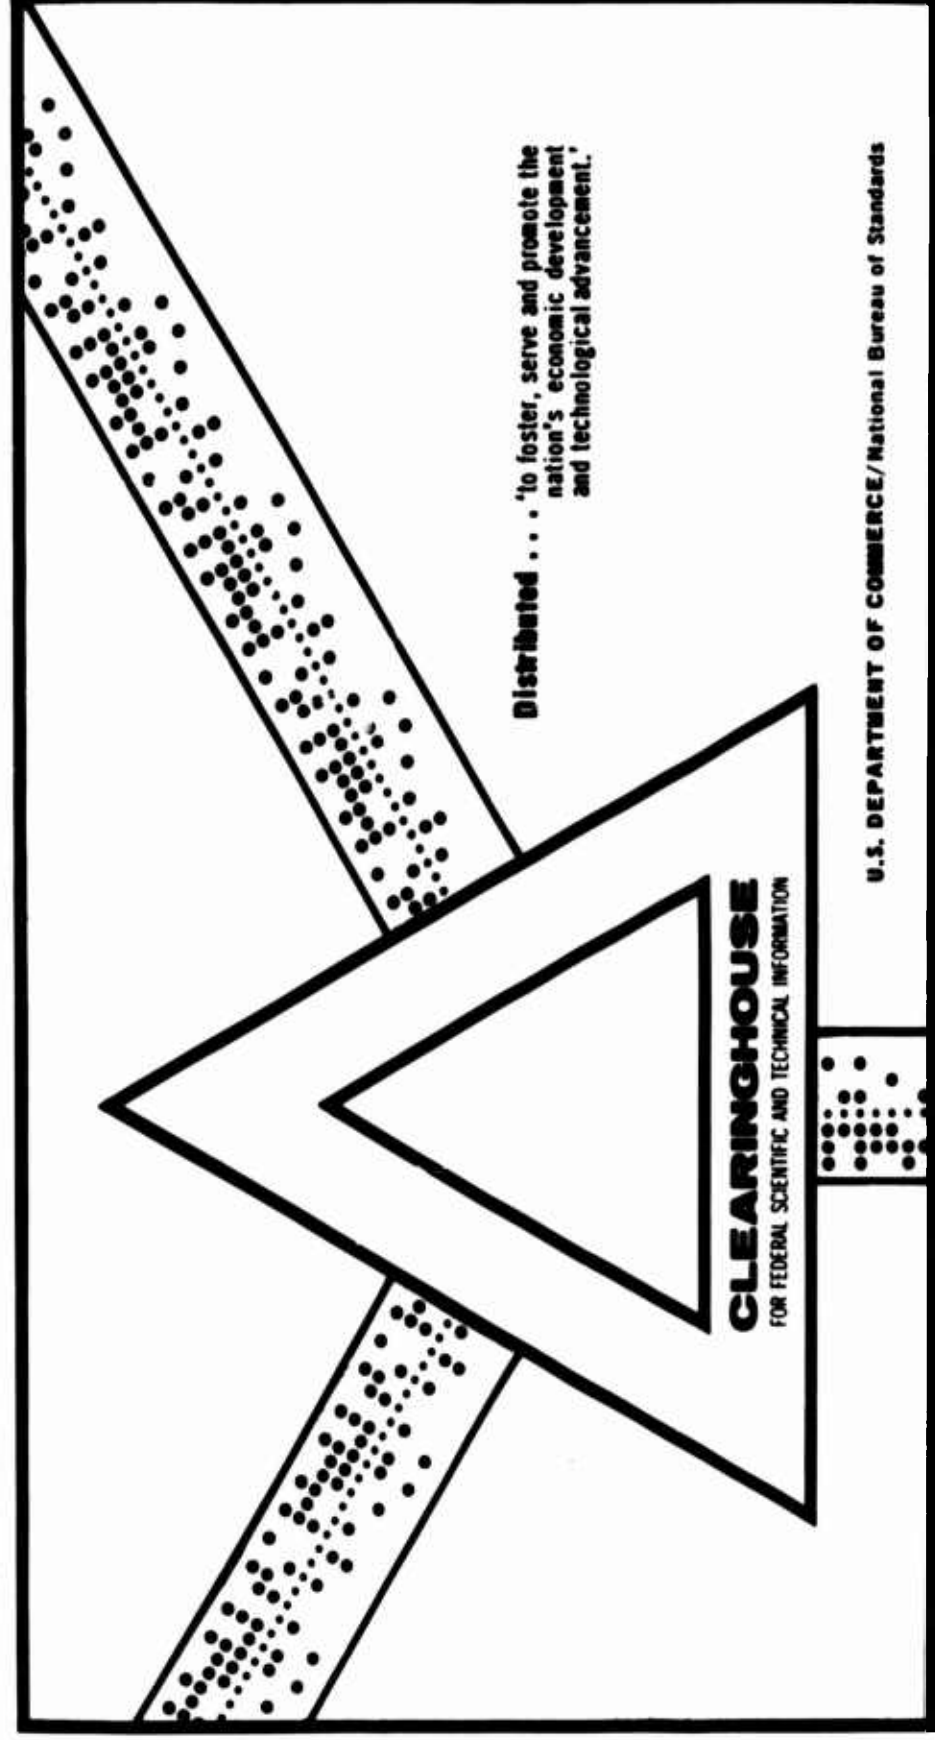 Distributed . . . 'to foster, serve and promote the
nation's economic development
and technological advancement.'
CLEARINGHOUSE
FOR FEDERAL SCIENTIFIC AND TECHNICAL INFORMATION
U.S. DEPARTMENT OF COMMERCE/National Bureau of Standards